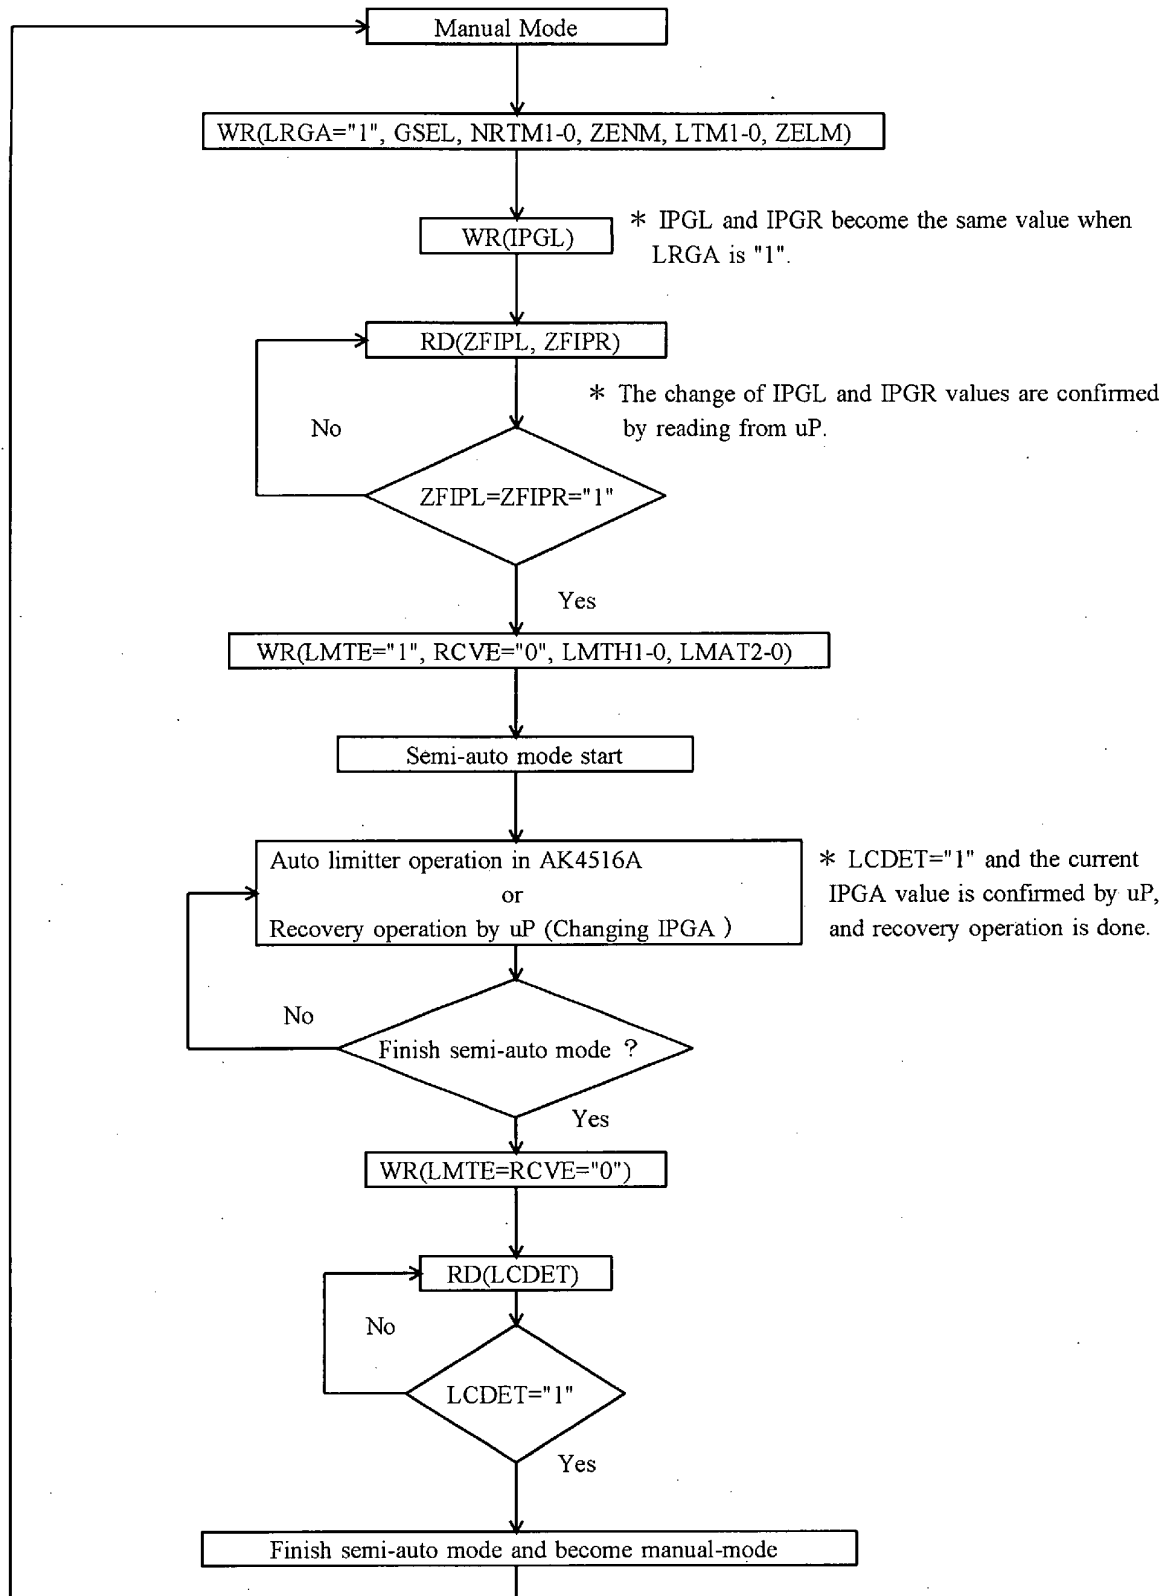 Manual Mode
WR(LRGA="1", GSEL, NRTM1-0, ZENM, LTM1-0, ZELM)
WR(IPGL)
* IPGL and IPGR become the same value when
LRGA is "1".
RD(ZFIPL, ZFIPR)
* The change of IPGL and IPGR values are confirmed
by reading from uP.
No
ZFIPL=ZFIPR="1"
Yes
WR(LMTE="1", RCVE="0", LMTH1-0, LMAT2-0)
Semi-auto mode start
Auto limitter operation in AK4516A
or
Recovery operation by uP (Changing IPGA )
* LCDET="1" and the current
IPGA value is confirmed by uP,
and recovery operation is done.
No
Finish semi-auto mode ?
Yes
WR(LMTE=RCVE="0")
RD(LCDET)
No
LCDET="1"
Yes
Finish semi-auto mode and become manual-mode